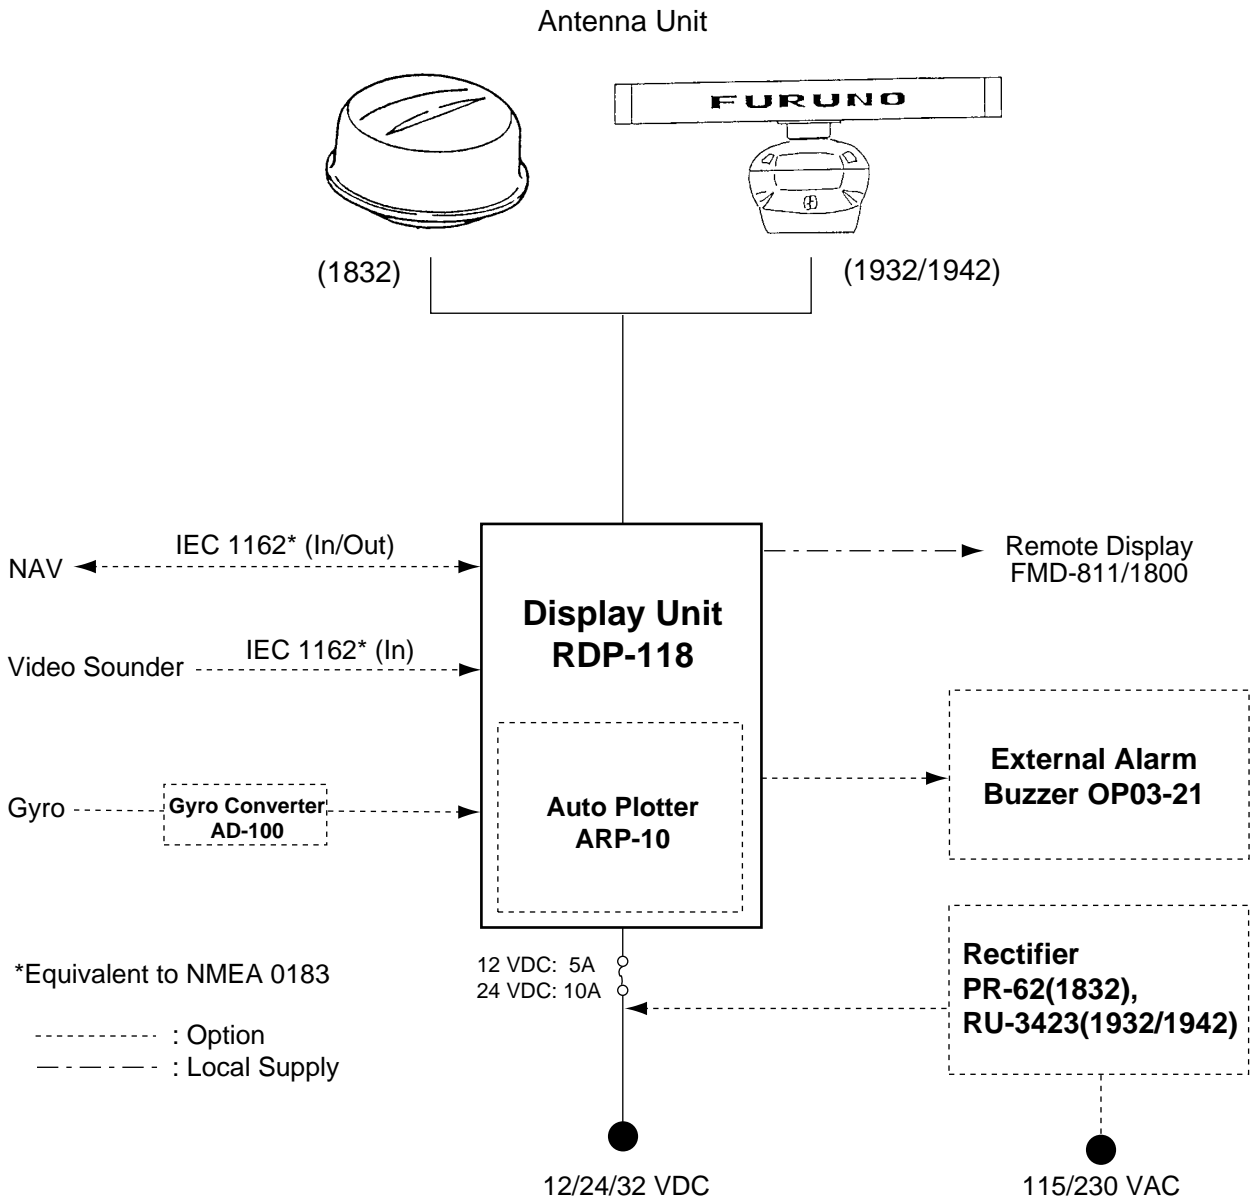 Antenna Unit
FURUNO
(1832)
(1932/1942)
IEC 1162* (In/Out)
NAV
Remote Display
FMD-811/1800
Display Unit
RDP-118
IEC 1162* (In)
Video Sounder
External Alarm
Buzzer OP03-21
Gyro
Gyro Converter
AD-100
Auto Plotter
ARP-10
Rectifier
PR-62(1832),
RU-3423(1932/1942)
*Equivalent to NMEA 0183
12 VDC: 5A
24 VDC: 10A
: Option
: Local Supply
12/24/32 VDC
115/230 VAC